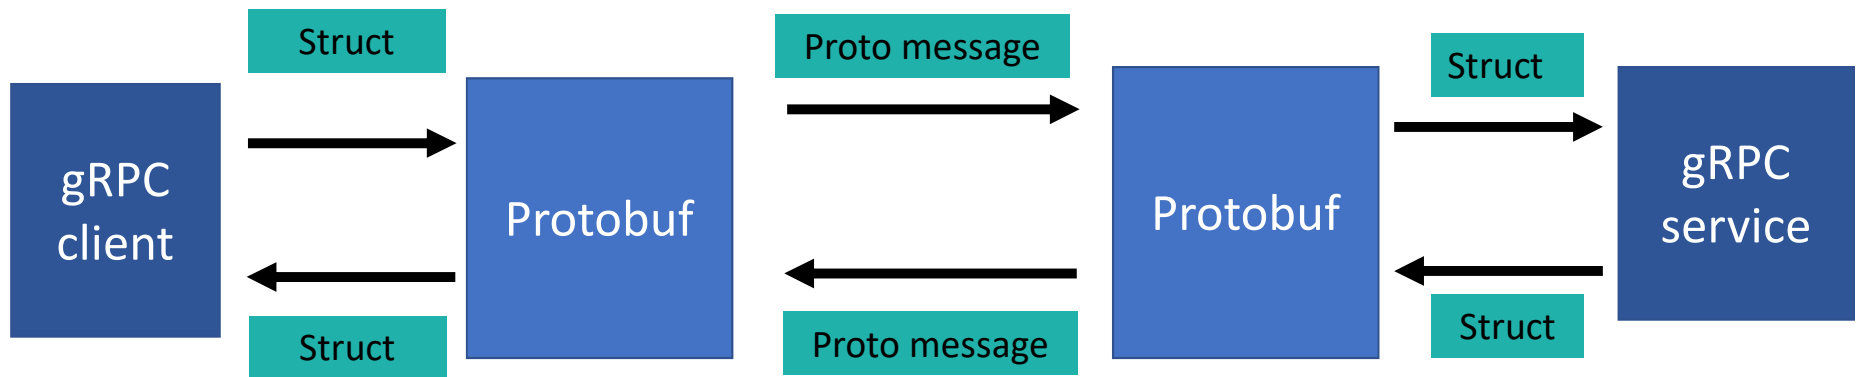 Struct
Proto message
Struct
gRPC
client
Protobuf
Protobuf
gRPC
service
Struct
Proto message
Struct